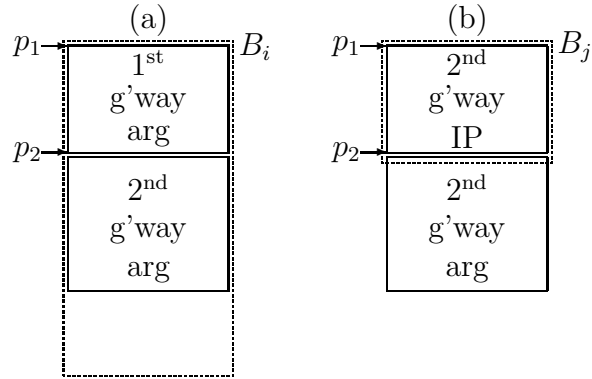 (a)
p₁
Bᵢ
1ˢᵗ
g'way
arg
p₂
2ⁿᵈ
g'way
arg
(b)
p₁
Bⱼ
2ⁿᵈ
g'way
IP
p₂
2ⁿᵈ
g'way
arg